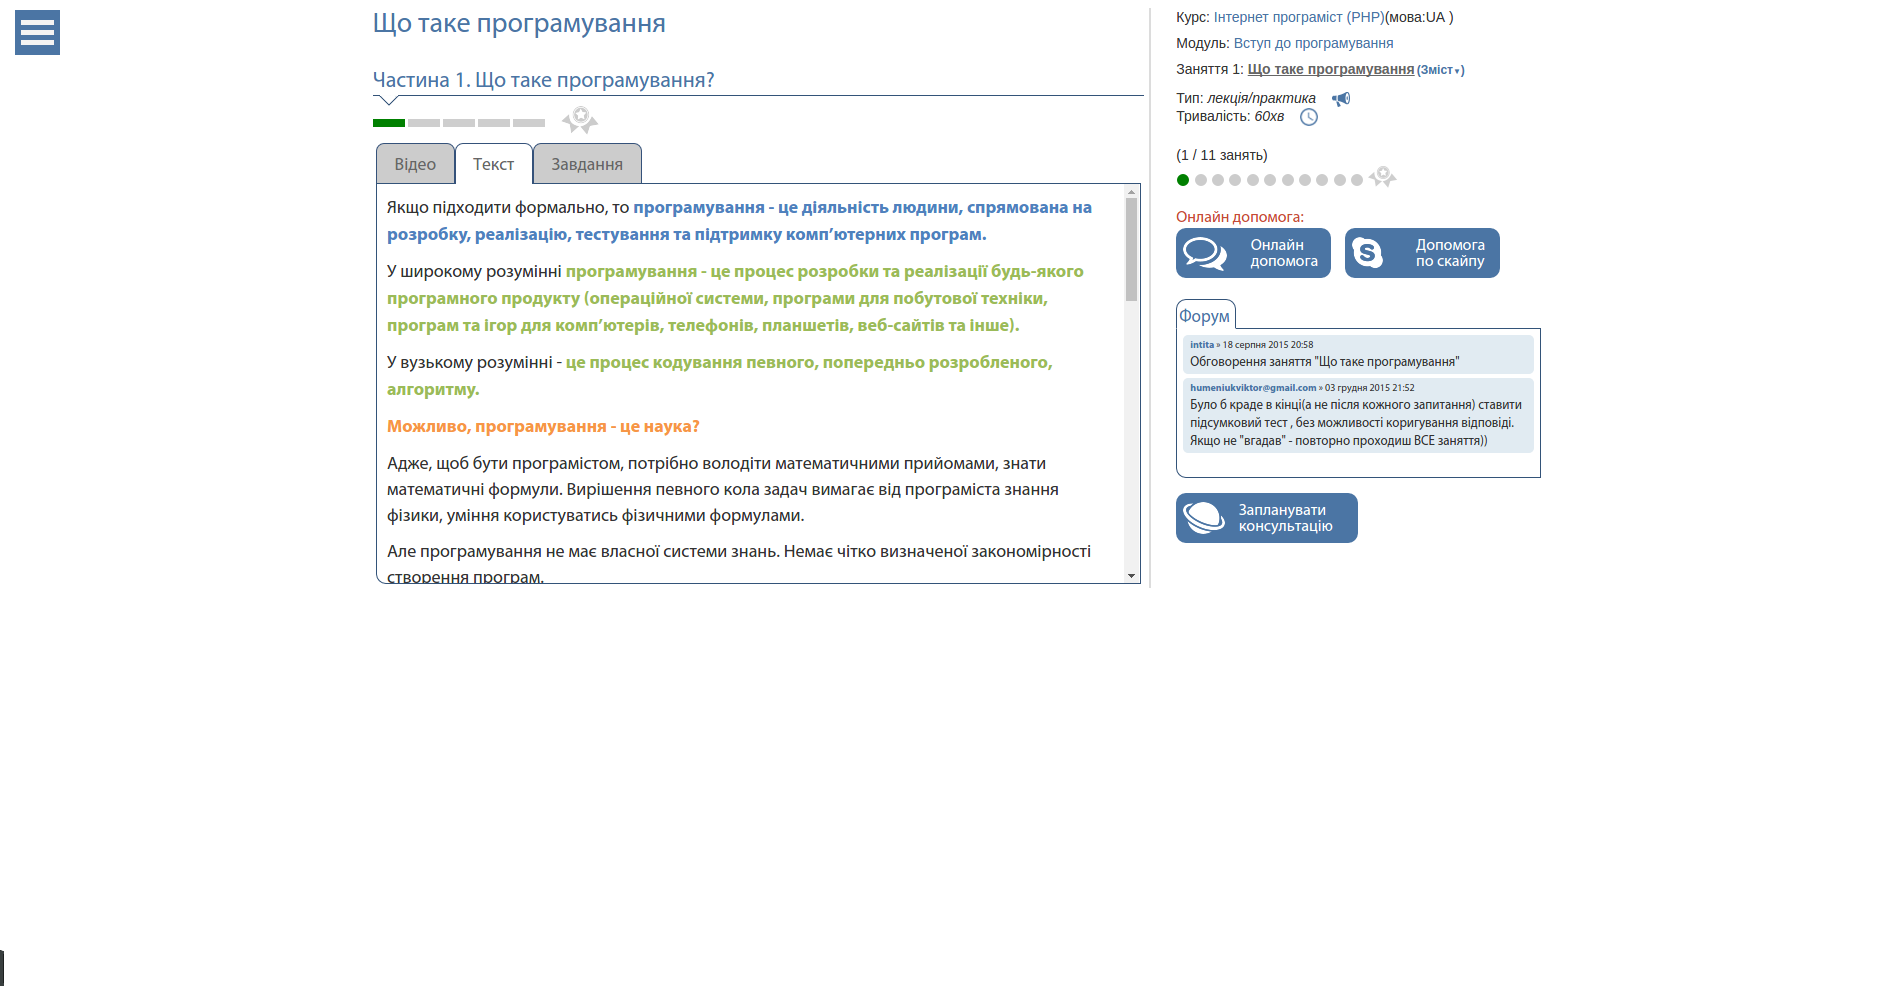 Що таке програмування
Частина 1. Що таке програмування?
Відео
Текст
Завдання
Якщо підходити формально, то програмування - це діяльність людини, спрямована на
розробку, реалізацію, тестування та підтримку комп’ютерних програм.
У широкому розумінні програмування - це процес розробки та реалізації будь-якого
програмного продукту (операційної системи, програми для побутової техніки,
програм та ігор для комп’ютерів, телефонів, планшетів, веб-сайтів та інше).
У вузькому розумінні - це процес кодування певного, попередньо розробленого,
алгоритму.
Можливо, програмування - це наука?
Адже, щоб бути програмістом, потрібно володіти математичними прийомами, знати
математичні формули. Вирішення певного кола задач вимагає від програміста знання
фізики, уміння користуватись фізичними формулами.
Але програмування не має власної системи знань. Немає чітко визначеної закономірності
створення програм.
Курс: Інтернет програміст (PHP)(мова:UA )
Модуль: Вступ до програмування
Заняття 1: Що таке програмування (Зміст▼)
Тип: лекція/практика
Тривалість: 60хв
(1 / 11 занять)
Онлайн допомога:
Онлайн
допомога
Допомога
по скайпу
Форум
intita » 18 серпня 2015 20:58
Обговорення заняття "Що таке програмування"
humeniukviktor@gmail.com » 03 грудня 2015 21:52
Було б краде в кінці(а не після кожного запитання) ставити
підсумковий тест , без можливості коригування відповіді.
Якщо не "вгадав" - повторно проходиш ВСЕ заняття))
Запланувати
консультацію